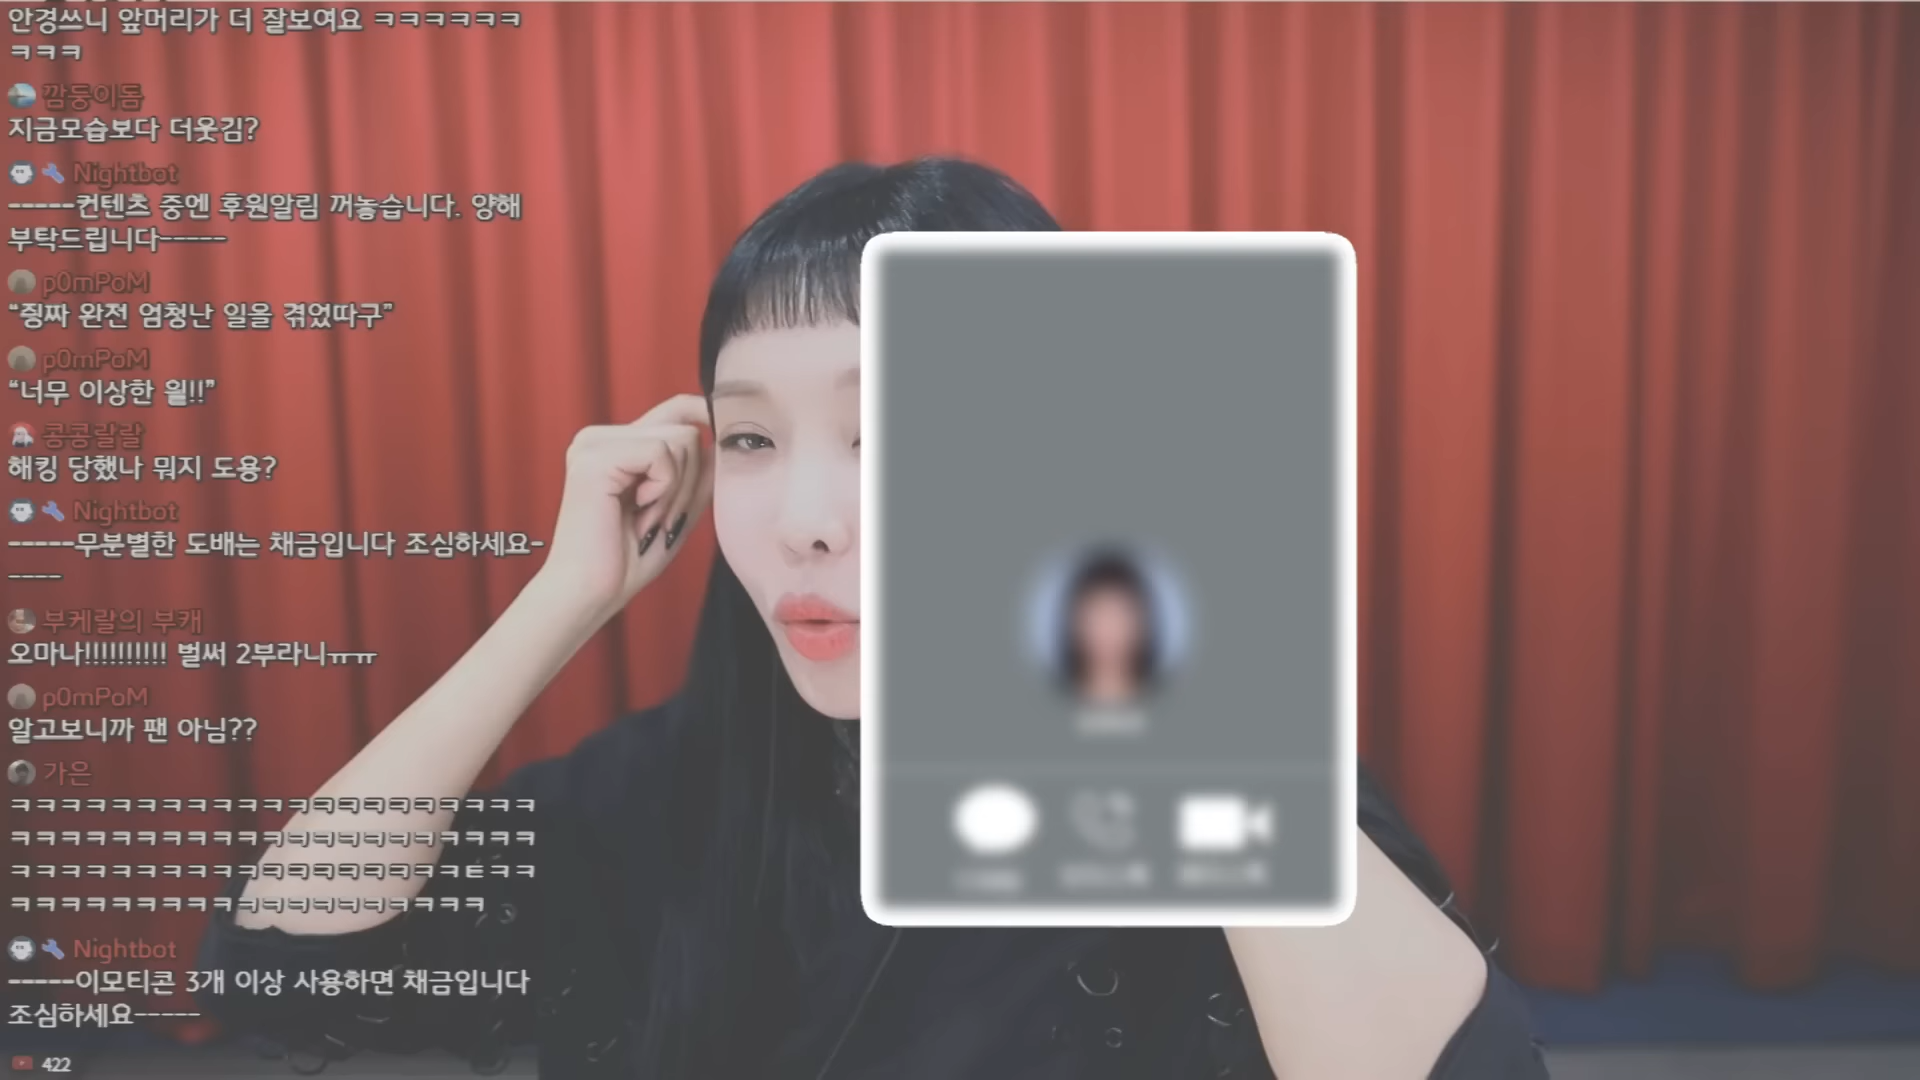 안경쓰니 앞머리가 더 잘보여요 ㅋㅋㅋㅋㅋㅋ
ㅋㅋㅋ
깜둥이돔
지금모습보다 더웃김?
Nightbot
-----컨텐츠 중엔 후원알림 꺼놓습니다. 양해
부탁드립니다-----
p0mPoM
“즹짜 완전 엄청난 일을 겪었따구”
p0mPoM
“너무 이상한 윌!!”
콩콩랄랄
해킹 당했나 뭐지 도용?
Nightbot
-----무분별한 도배는 채금입니다 조심하세요-
----
부케랄의 부캐
오마나!!!!!!!!!! 벌써 2부라니ㅠㅠ
p0mPoM
알고보니까 팬 아님??
가은
ㅋㅋㅋㅋㅋㅋㅋㅋㅋㅋㅋㅋㅋㅋㅋㅋㅋㅋㅋㅋㅋ
ㅋㅋㅋㅋㅋㅋㅋㅋㅋㅋㅋㅋㅋㅋㅋㅋㅋㅋㅋㅋㅋ
ㅋㅋㅋㅋㅋㅋㅋㅋㅋㅋㅋㅋㅋㅋㅋㅋㅋㅋㅌㅋㅋ
ㅋㅋㅋㅋㅋㅋㅋㅋㅋㅋㅋㅋㅋㅋㅋㅋㅋㅋㅋ
Nightbot
-----이모티콘 3개 이상 사용하면 채금입니다
조심하세요-----
422